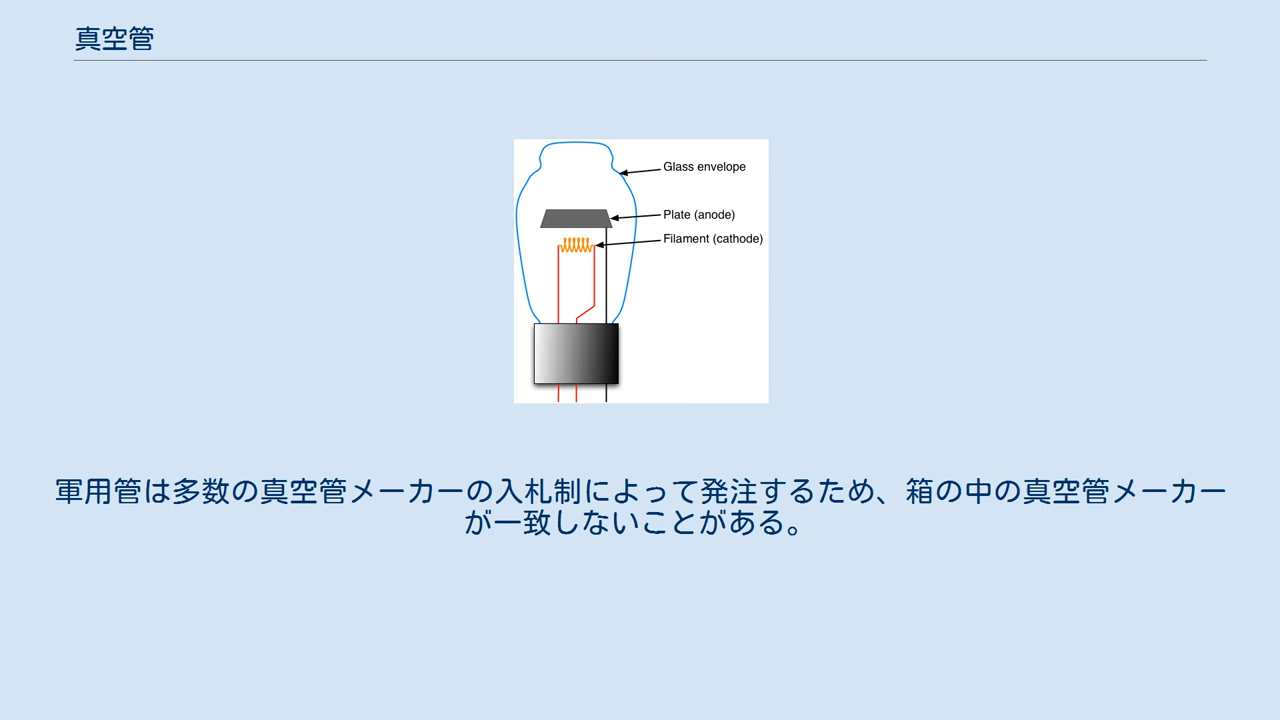 真空管
Glass envelope
Plate (anode)
Filament (cathode)
軍用管は多数の真空管メーカーの入札制によって発注するため、箱の中の真空管メーカー
が一致しないことがある。